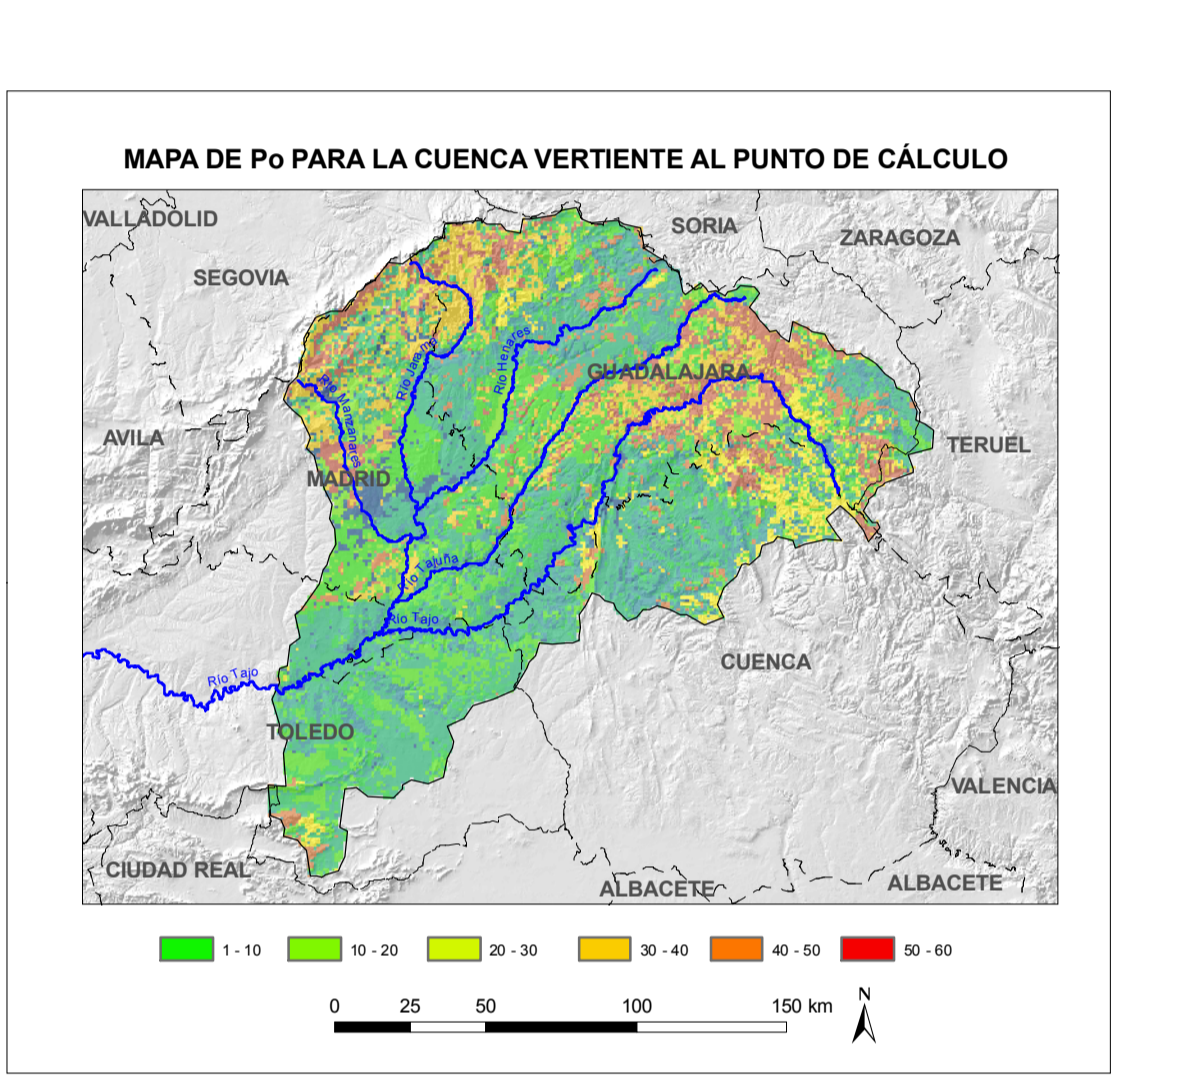 MAPA DE Po PARA LA CUENCA VERTIENTE AL PUNTO DE CÁLCULO
VALLADOLID
SORIA
ZARAGOZA
SEGOVIA
Río Jarama
Río Henares
GUADALAJARA
Río Manzanares
AVILA
TERUEL
MADRID
Río Tajuña
Río Tajo
CUENCA
Río Tajo
TOLEDO
VALENCIA
CIUDAD REAL
ALBACETE
ALBACETE
1 - 10
10 - 20
20 - 30
30 - 40
40 - 50
50 - 60
0 25 50 100 150 km
N